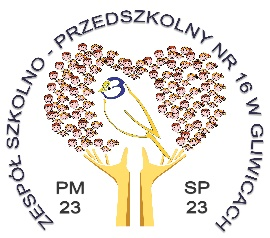 ZESPÓŁ SZKOLNO - PRZEDSZKOLNY NR 16 W GLIWICACH
PM SP
23 23